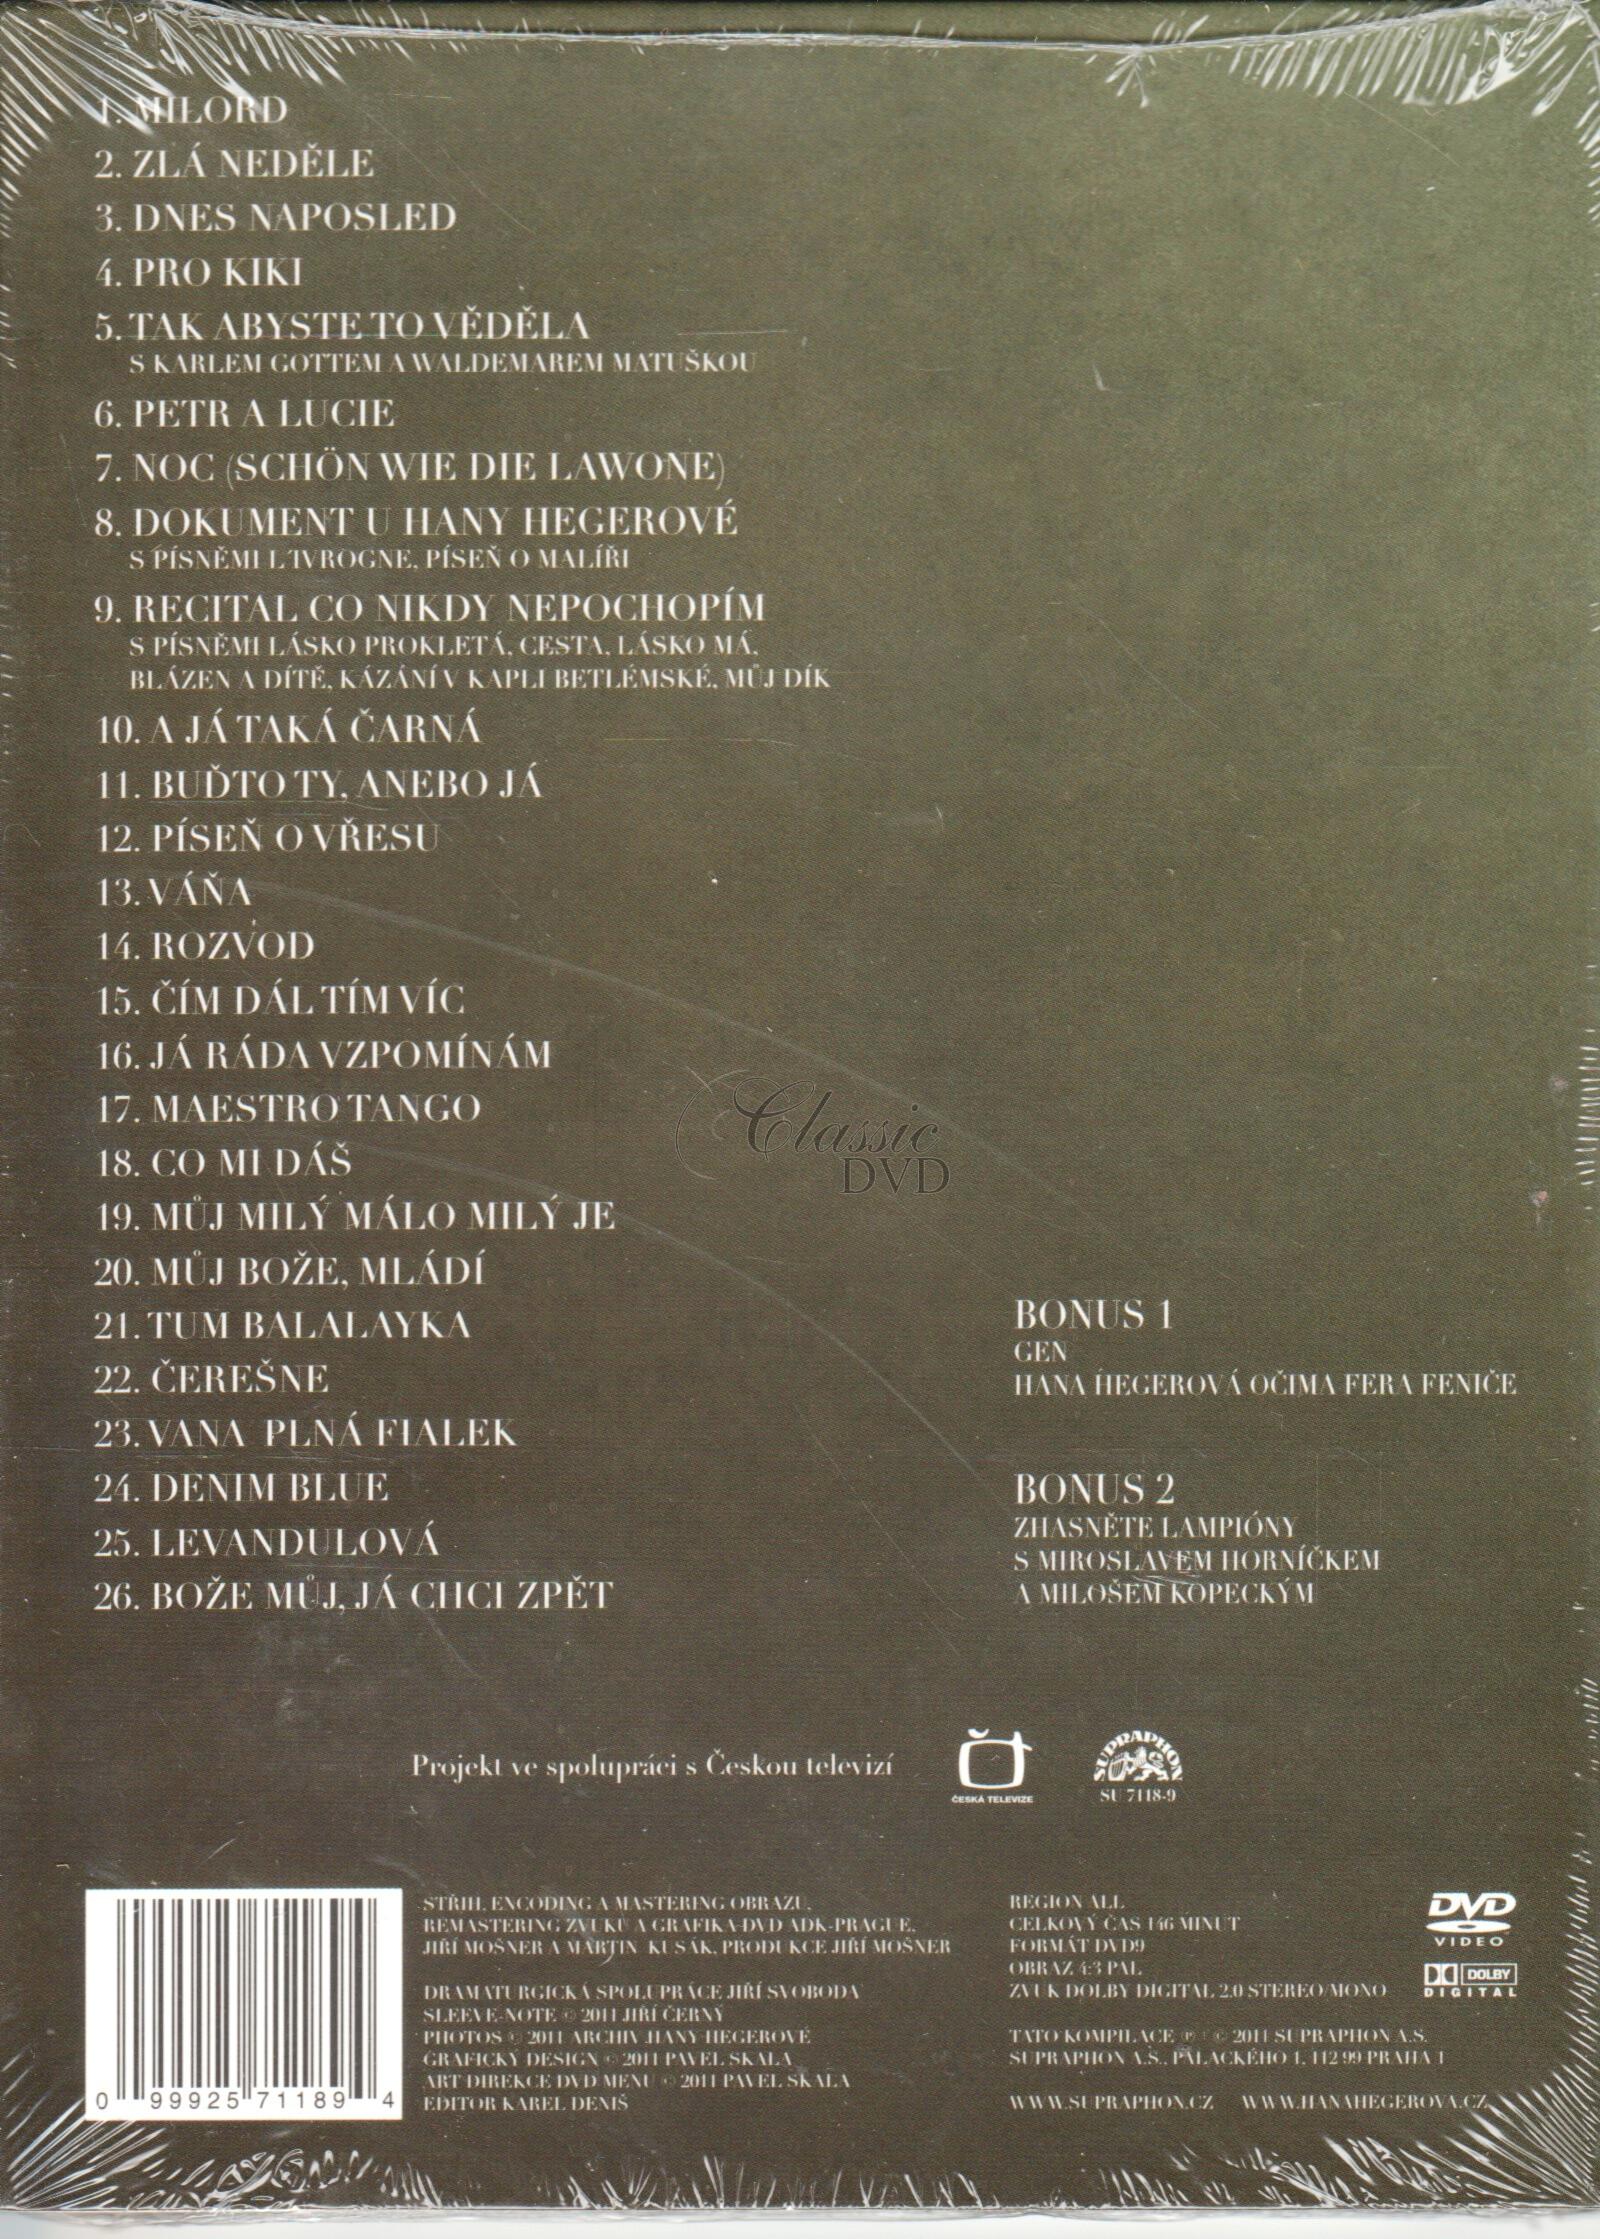 1. MILORD
2. ZLÁ NEDĚLE
3. DNES NAPOSLED
4. PRO KIKI
5. TAK ABYSTE TO VĚDĚLA
S KARLEM GOTTEM A WALDEMAREM MATUŠKOU
6. PETR A LUCIE
7. NOC (SCHÖN WIE DIE LAWONE)
8. DOKUMENT U HANY HEGEROVÉ
S PÍSNĚMI L'IVROGNE, PÍSEŇ O MALÍŘI
9. RECITAL CO NIKDY NEPOCHOPÍM
S PÍSNĚMI LÁSKO PROKLETÁ, CESTA, LÁSKO MÁ,
BLÁZEN A DÍTĚ, KÁZÁNÍ V KAPLI BETLÉMSKÉ, MŮJ DÍK
10. A JÁ TAKÁ ČARNÁ
11. BUĎTO TY, ANEBO JÁ
12. PÍSEŇ O VŘESU
13. VÁŇA
14. ROZVOD
15. ČÍM DÁL TÍM VÍC
16. JÁ RÁDA VZPOMÍNÁM
17. MAESTRO TANGO
18. CO MI DÁŠ
19. MŮJ MILÝ MÁLO MILÝ JE
20. MŮJ BOŽE, MLÁDÍ
21. TUM BALALAYKA
22. ČEREŠNE
23. VANA PLNÁ FIALEK
24. DENIM BLUE
25. LEVANDULOVÁ
26. BOŽE MŮJ, JÁ CHCI ZPĚT
Classic
DVD
BONUS 1
GEN
HANA HEGEROVÁ OČIMA FERA FENIČE
BONUS 2
ZHASNĚTE LAMPIÓNY
S MIROSLAVEM HORNÍČKEM
A MILOŠEM KOPECKÝM
Projekt ve spolupráci s Českou televizí
ČESKÁ TELEVIZE
SUPRAPHON
SU 7118-9
0 99925 71189 4
STŘIH, ENCODING A MASTERING OBRAZU,
REMASTERING ZVUKU A GRAFIKA-DVD ADK-PRAGUE,
JIŘÍ MOŠNER A MARTIN KUSÁK, PRODUKCE JIŘÍ MOŠNER
DRAMATURGICKÁ SPOLUPRÁCE JIŘÍ SVOBODA
SLEEVE-NOTE © 2011 JIŘÍ ČERNÝ
PHOTOS © 2011 ARCHIV HANY HEGEROVÉ
GRAFICKÝ DESIGN © 2011 PAVEL SKALA
ART DIREKCE DVD MENU © 2011 PAVEL SKALA
EDITOR KAREL DENIŠ
REGION ALL
CELKOVÝ ČAS 146 MINUT
FORMÁT DVD9
OBRAZ 4:3 PAL
ZVUK DOLBY DIGITAL 2.0 STEREO/MONO
TATO KOMPILACE ℗ © 2011 SUPRAPHON A.S.
SUPRAPHON A.S., PALACKÉHO 1, 112 99 PRAHA 1
WWW.SUPRAPHON.CZ WWW.HANAHEGEROVA.CZ
DVD
VIDEO
DOLBY
DIGITAL